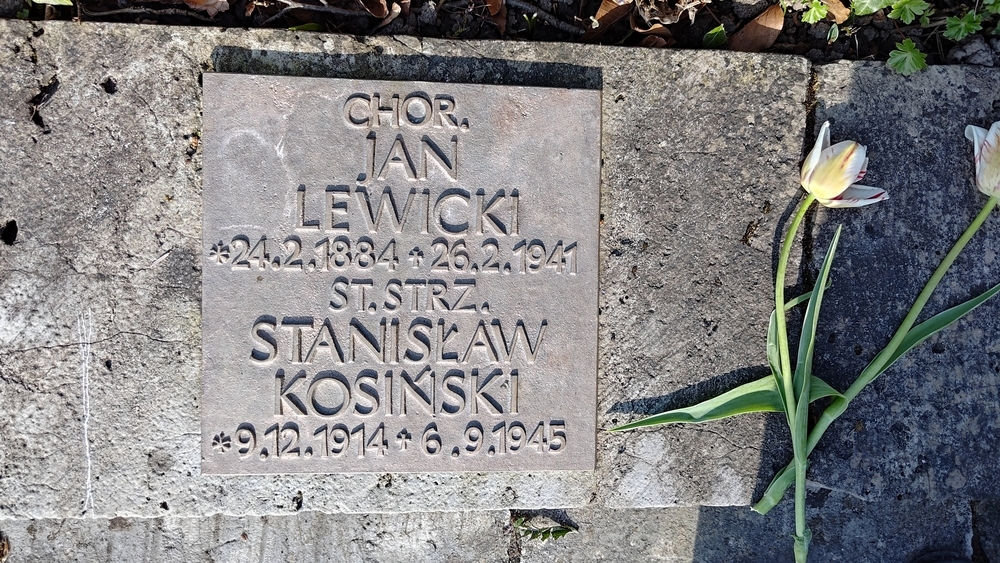 CHOR.
JAN
LEWICKI
*24.2.1884 ✝ 26.2.1941
ST. STRZ.
STANISŁAW
KOSIŃSKI
*9.12.1914 ✝ 6.9.1945